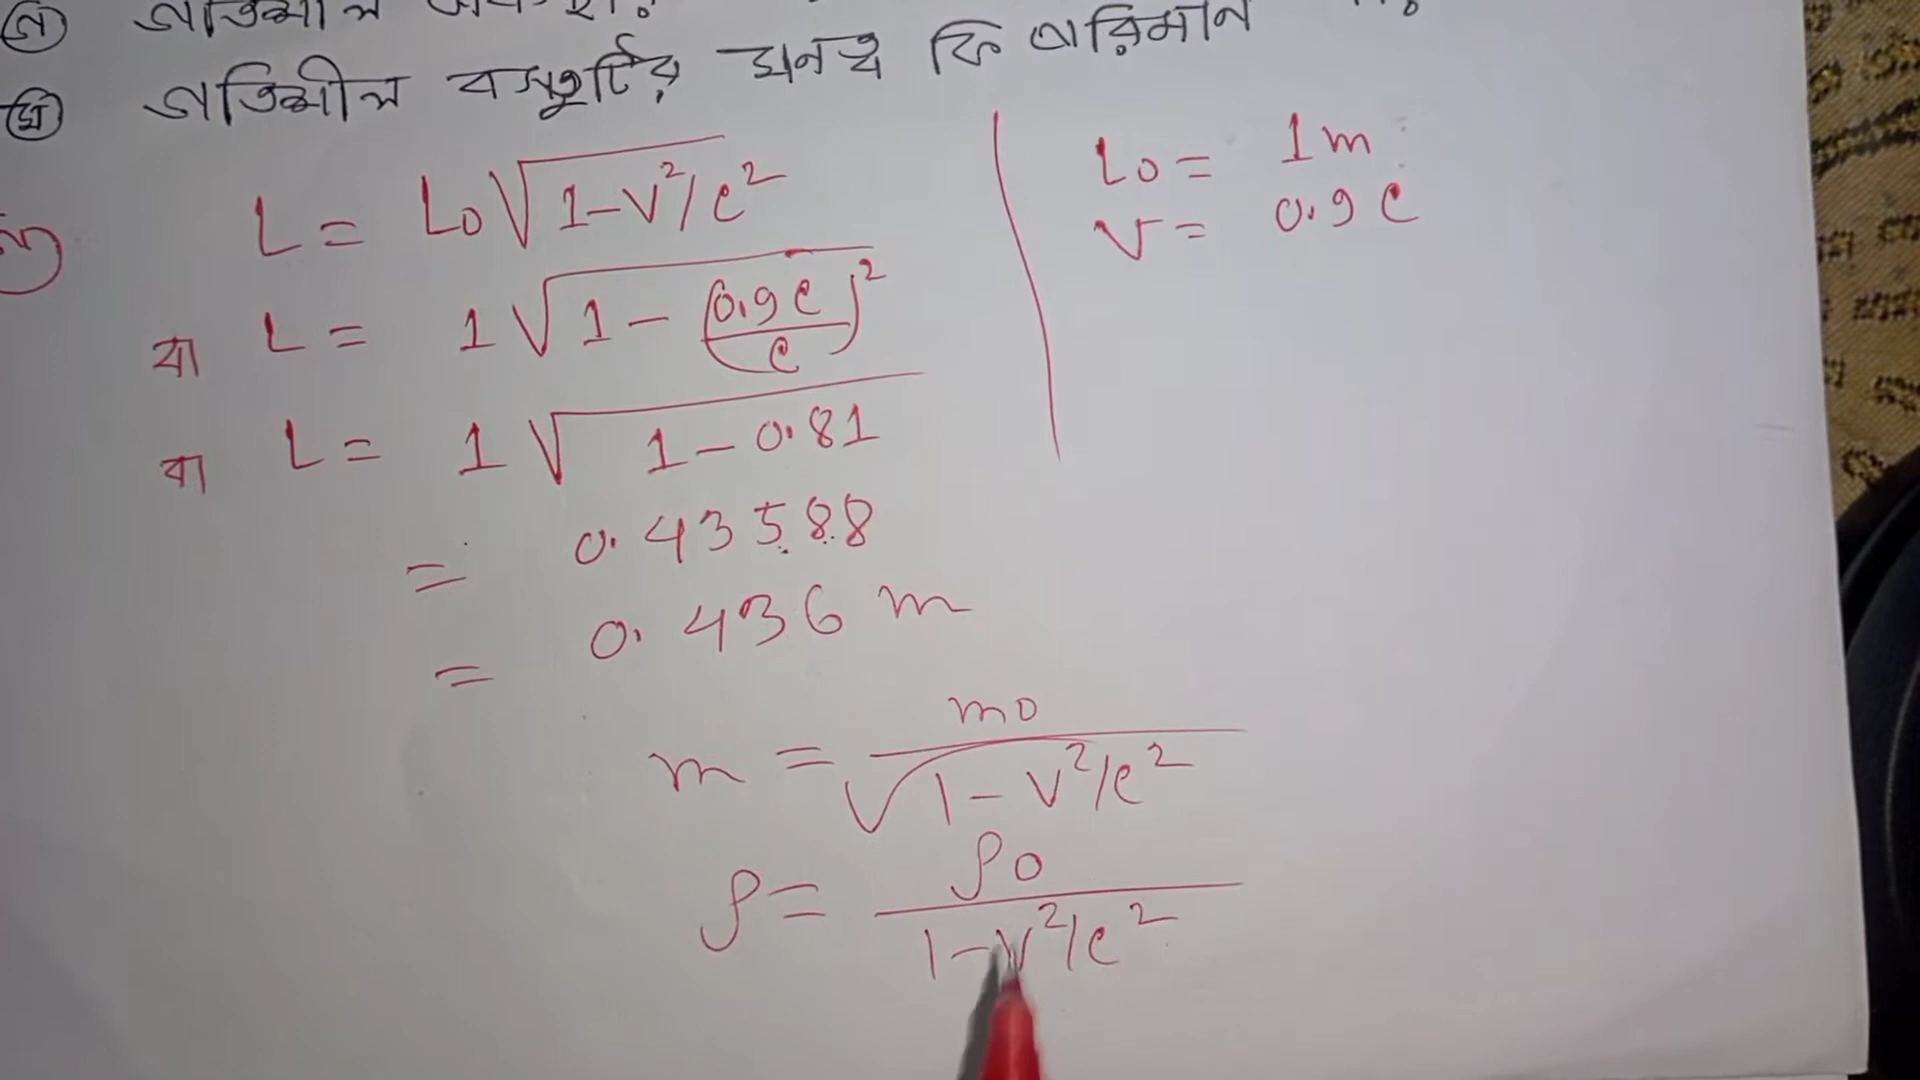 গ
ঘ গতিশীল বস্তুটির ঘনত্ব কি পরিমান
L = L0√1-V²/c²
L0 = 1m
V = 0.9c
বা L = 1√1-(0.9c/c)²
বা L = 1√1-0.81
= 0.43588
= 0.436 m
m = m0/√1-V²/c²
ρ = ρ0/1-V²/c²